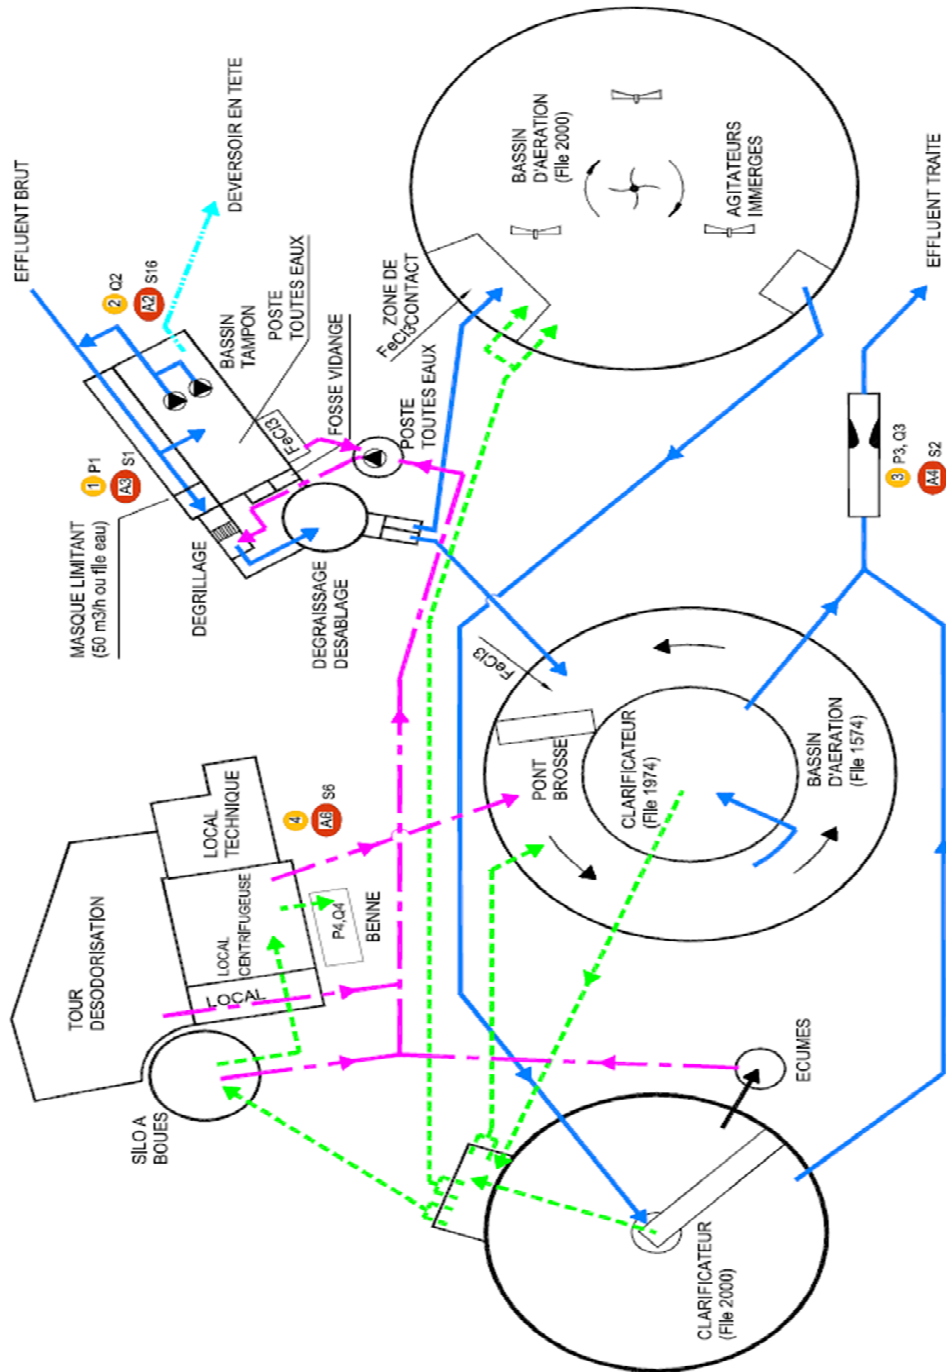 EFFLUENT BRUT
DEVERSOIR EN TETE
2 Q2
A2 S16
BASSIN
TAMPON
POSTE
TOUTES EAUX
1 P1
A3 S1
MASQUE LIMITANT
(50 m3/h ou file eau)
DEGRILLAGE
FeCl3
FOSSE VIDANGE
POSTE
TOUTES EAUX
DEGRAISSAGE
DESABLAGE
ZONE DE
CONTACT
FeCl3
BASSIN
D'AERATION
(File 2000)
AGITATEURS
IMMERGES
EFFLUENT TRAITE
3 P3, Q3
A4 S2
FeCl3
PONT
BROSSE
CLARIFICATEUR
(File 1974)
BASSIN
D'AERATION
(File 1574)
TOUR
DESODORISATION
LOCAL
TECHNIQUE
LOCAL
CENTRIFUGEUSE
LOCAL
4
A6 S6
P4,Q4
BENNE
SILO A
BOUES
ECUMES
CLARIFICATEUR
(File 2000)